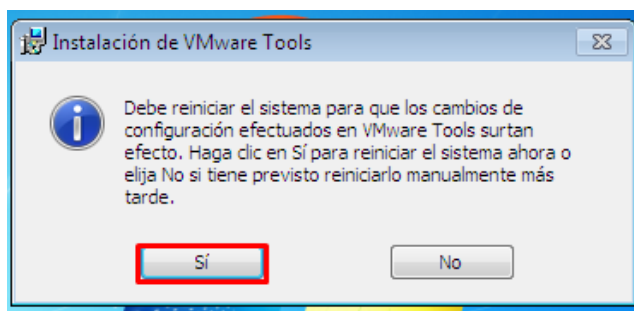 Instalación de VMware Tools
Debe reiniciar el sistema para que los cambios de
configuración efectuados en VMware Tools surtan
efecto. Haga clic en Sí para reiniciar el sistema ahora o
elija No si tiene previsto reiniciarlo manualmente más
tarde.
Sí
No